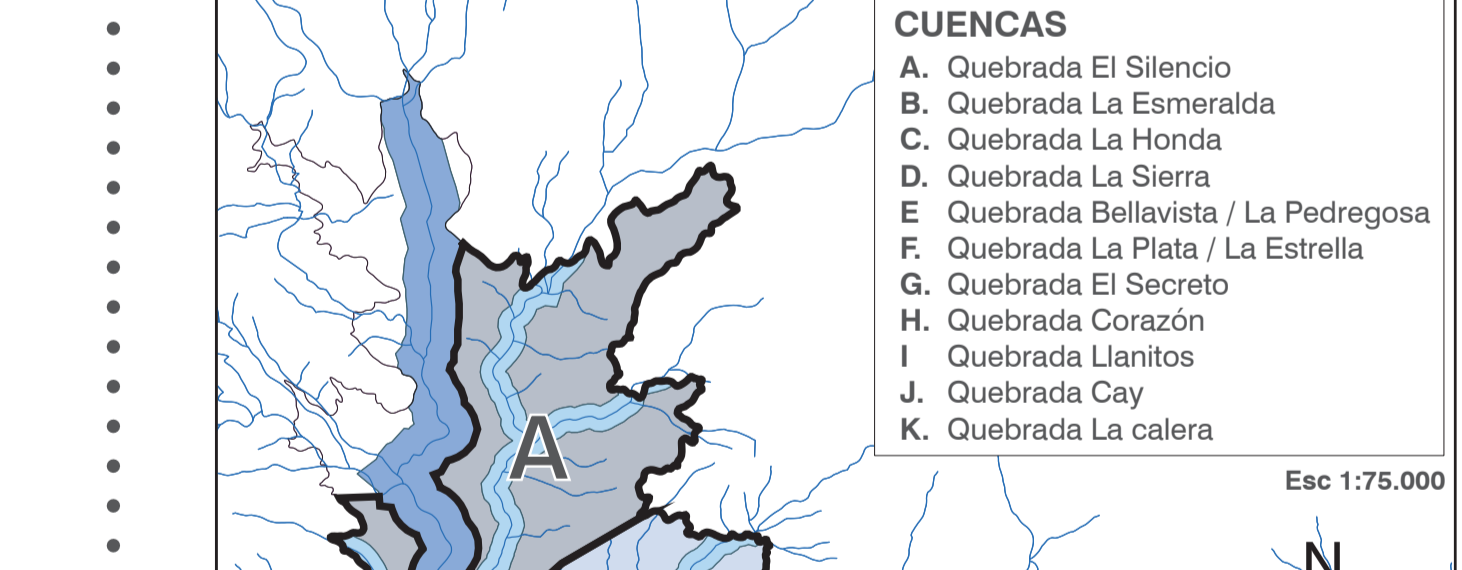 CUENCAS
A. Quebrada El Silencio
B. Quebrada La Esmeralda
C. Quebrada La Honda
D. Quebrada La Sierra
E Quebrada Bellavista / La Pedregosa
F. Quebrada La Plata / La Estrella
G. Quebrada El Secreto
H. Quebrada Corazón
I Quebrada Llanitos
J. Quebrada Cay
K. Quebrada La calera
A
Esc 1:75.000
N